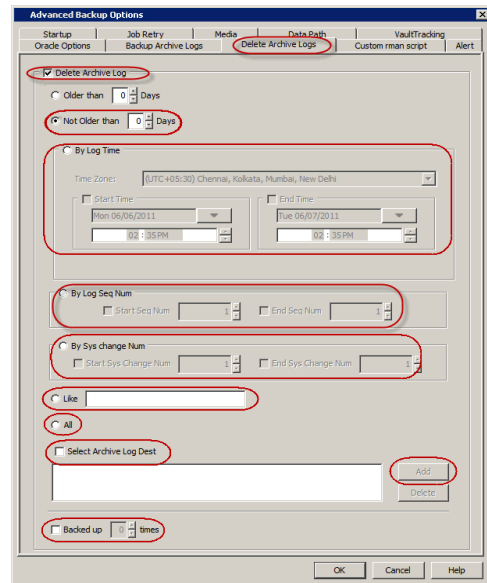 Advanced Backup Options
Startup Job Retry Media Data Path VaultTracking
Oracle Options Backup Archive Logs Delete Archive Logs Custom rman script Alert
Delete Archive Log
Older than 0 Days
Not Older than 0 Days
By Log Time
Time Zone: (UTC+05:30) Chennai, Kolkata, Mumbai, New Delhi
Start Time End Time
Mon 06/06/2011 Tue 06/07/2011
02 : 35 PM 02 : 35 PM
By Log Seq Num
Start Seq Num 1 End Seq Num 1
By Sys change Num
Start Sys Change Num 1 End Sys Change Num 1
Like
All
Select Archive Log Dest
Add
Delete
Backed up 0 times
OK Cancel Help